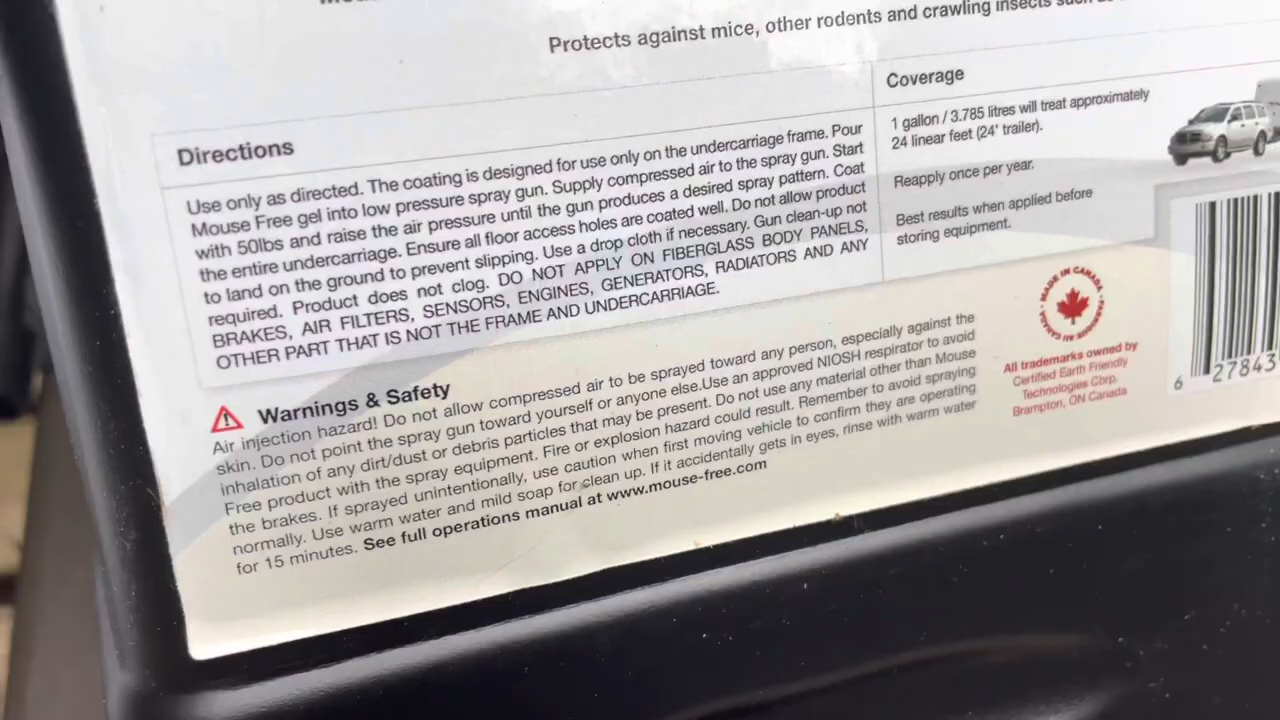 Protects against mice, other rodents and crawling insects such as
Directions
Use only as directed. The coating is designed for use only on the undercarriage frame. Pour
Mouse Free gel into low pressure spray gun. Supply compressed air to the spray gun. Start
with 50lbs and raise the air pressure until the gun produces a desired spray pattern. Coat
the entire undercarriage. Ensure all floor access holes are coated well. Do not allow product
to land on the ground to prevent slipping. Use a drop cloth if necessary. Gun clean-up not
required. Product does not clog. DO NOT APPLY ON FIBERGLASS BODY PANELS,
BRAKES, AIR FILTERS, SENSORS, ENGINES, GENERATORS, RADIATORS AND ANY
OTHER PART THAT IS NOT THE FRAME AND UNDERCARRIAGE.
Coverage
1 gallon / 3.785 litres will treat approximately
24 linear feet (24' trailer).
Reapply once per year.
Best results when applied before
storing equipment.
Warnings & Safety
Air injection hazard! Do not allow compressed air to be sprayed toward any person, especially against the
skin. Do not point the spray gun toward yourself or anyone else.Use an approved NIOSH respirator to avoid
inhalation of any dirt/dust or debris particles that may be present. Do not use any material other than Mouse
Free product with the spray equipment. Fire or explosion hazard could result. Remember to avoid spraying
the brakes. If sprayed unintentionally, use caution when first moving vehicle to confirm they are operating
normally. Use warm water and mild soap for clean up. If it accidentally gets in eyes, rinse with warm water
for 15 minutes. See full operations manual at www.mouse-free.com
MADE IN CANADA
All trademarks owned by
Certified Earth Friendly
Technologies Corp.
Brampton, ON Canada
6 27843